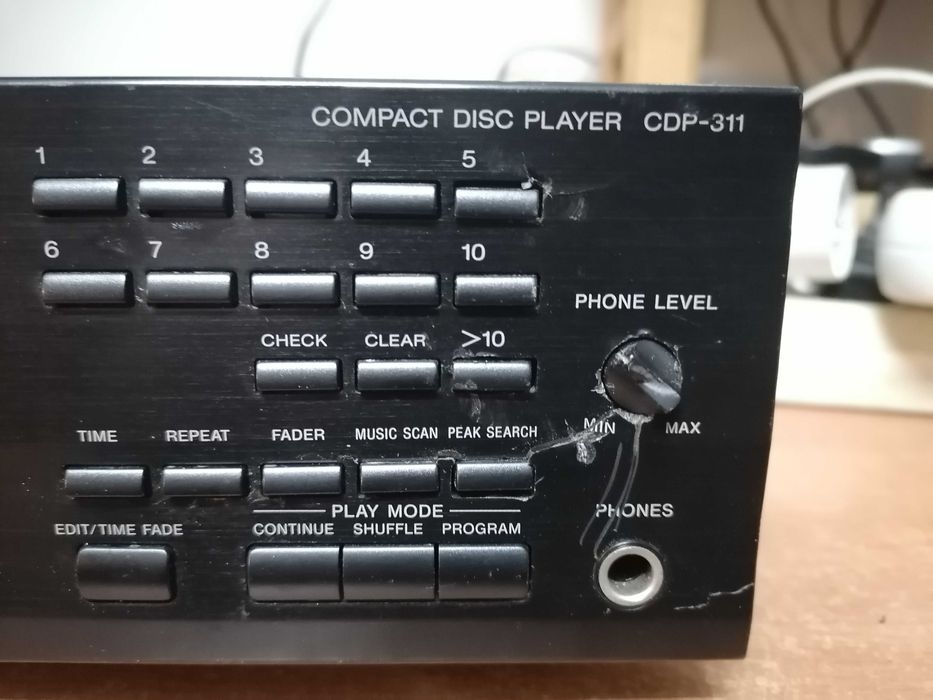 COMPACT DISC PLAYER CDP-311
1 2 3 4 5
6 7 8 9 10
PHONE LEVEL
CHECK CLEAR >10
MIN MAX
TIME REPEAT FADER MUSIC SCAN PEAK SEARCH
PLAY MODE
PHONES
EDIT/TIME FADE CONTINUE SHUFFLE PROGRAM